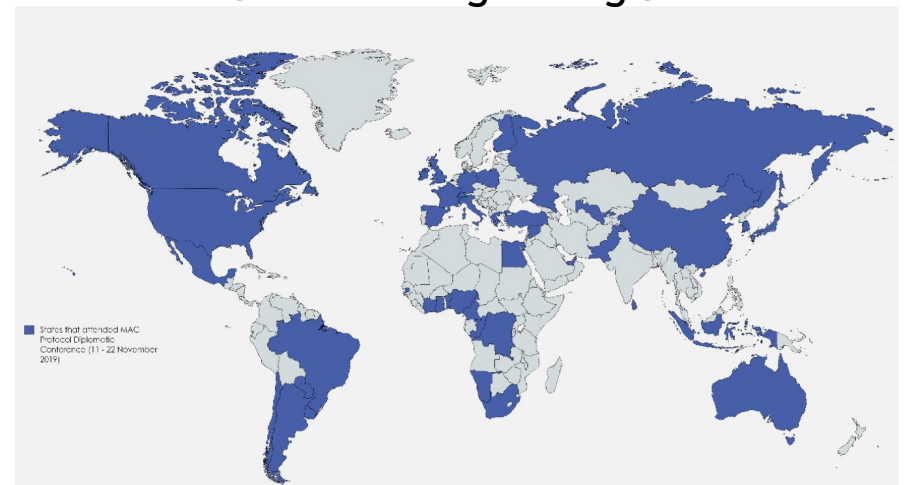 States that attended MAC
Protocol Diplomatic
Conference (11 - 22 November
2019)